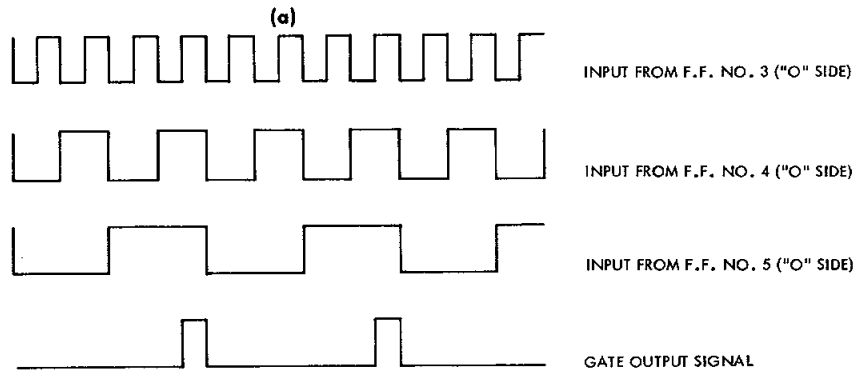 (a)
INPUT FROM F.F. NO. 3 ("O" SIDE)
INPUT FROM F.F. NO. 4 ("O" SIDE)
INPUT FROM F.F. NO. 5 ("O" SIDE)
GATE OUTPUT SIGNAL